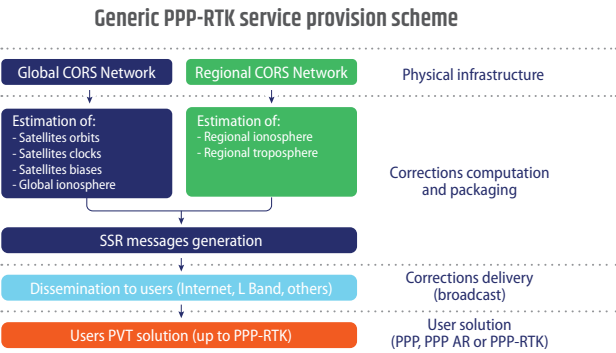 Generic PPP-RTK service provision scheme
Global CORS Network
Regional CORS Network
Physical infrastructure
Estimation of:
- Satellites orbits
- Satellites clocks
- Satellites biases
- Global ionosphere
Estimation of:
- Regional ionosphere
- Regional troposphere
Corrections computation
and packaging
SSR messages generation
Dissemination to users (Internet, L Band, others)
Corrections delivery
(broadcast)
Users PVT solution (up to PPP-RTK)
User solution
(PPP, PPP AR or PPP-RTK)